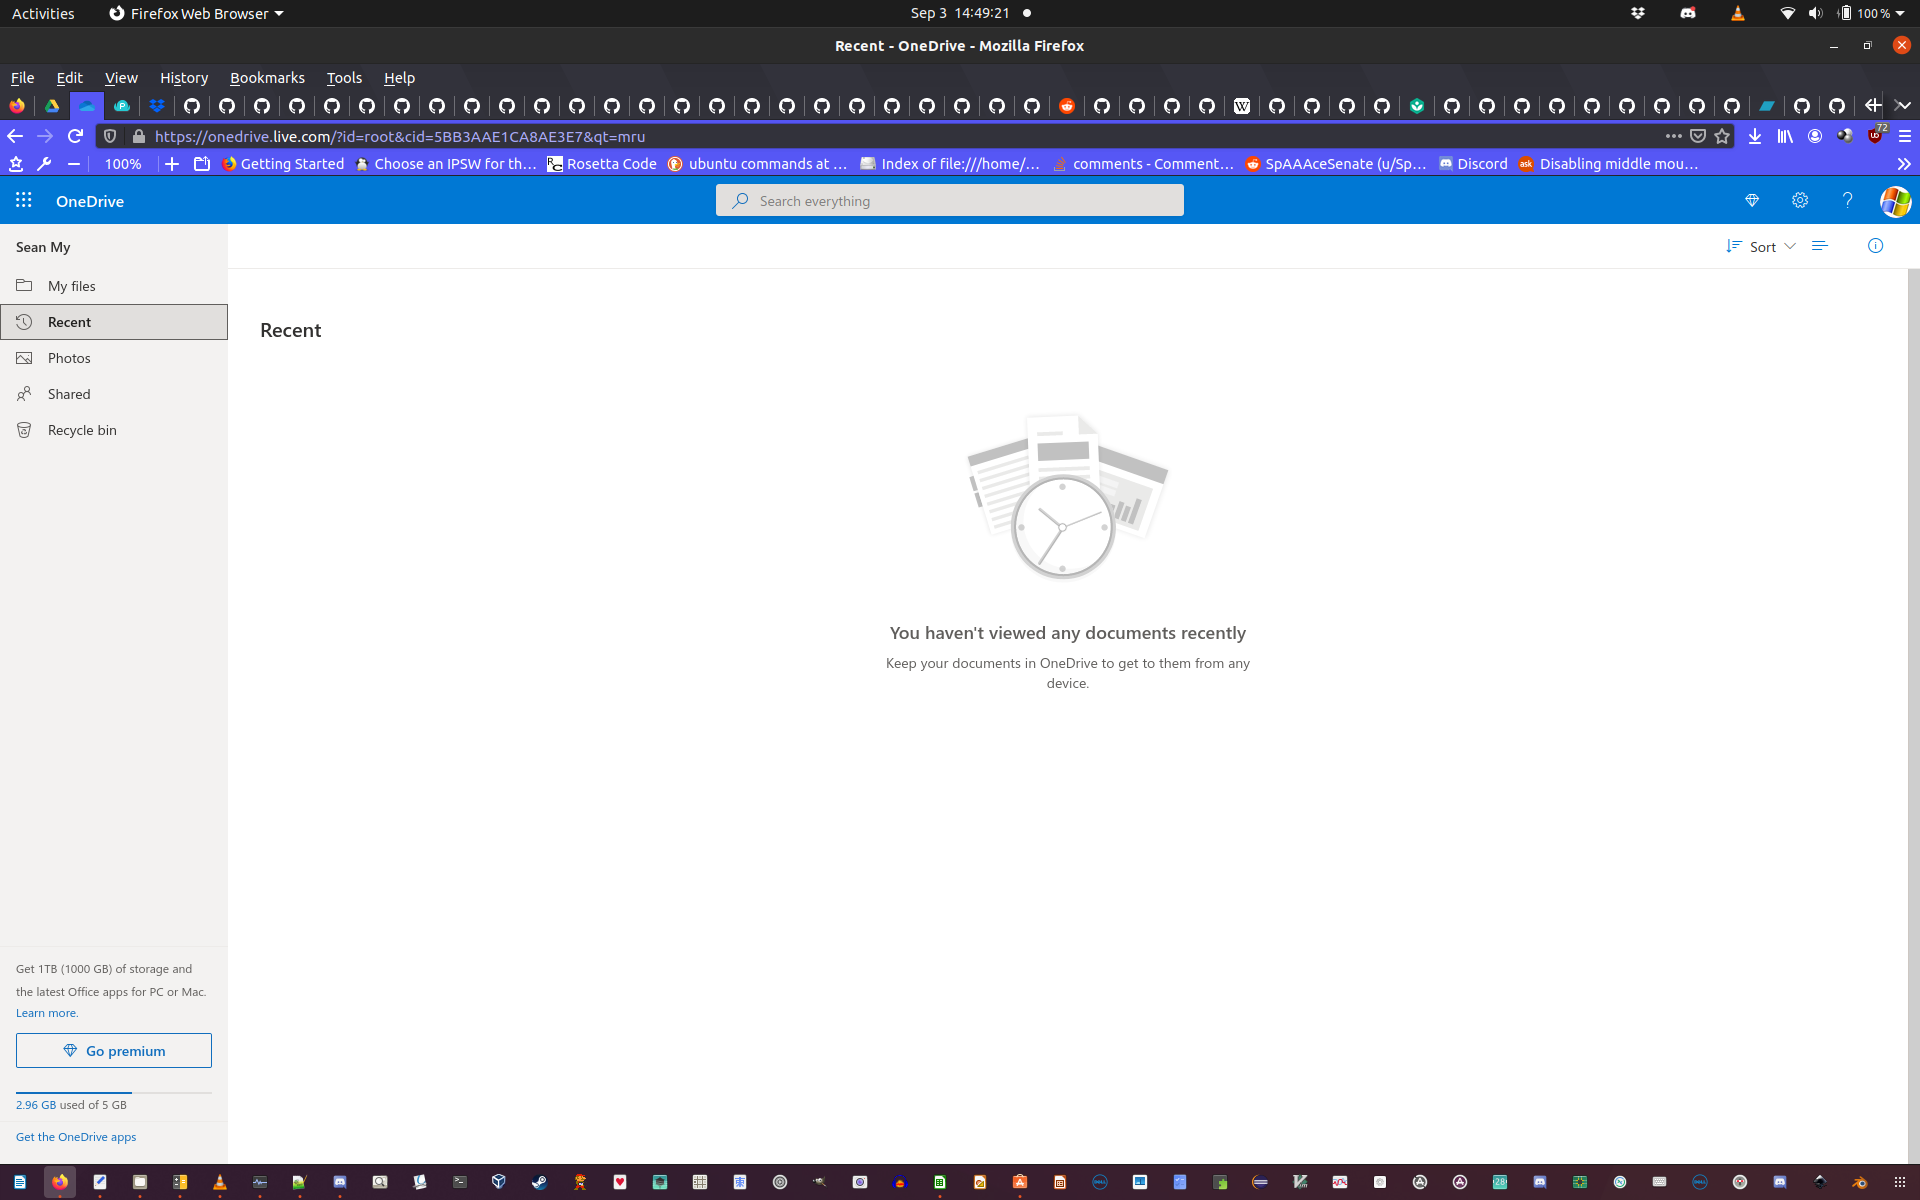 Activities
Firefox Web Browser
Sep 3 14:49:21
100 %
Recent - OneDrive - Mozilla Firefox
File Edit View History Bookmarks Tools Help
https://onedrive.live.com/?id=root&cid=5BB3AAE1CA8AE3E7&qt=mru
72
100%
Getting Started
Choose an IPSW for th…
Rosetta Code
ubuntu commands at …
Index of file:///home/…
comments - Comment…
SpAAAceSenate (u/Sp…
Discord
Disabling middle mou…
OneDrive
Search everything
Sean My
Sort
My files
Recent
Photos
Shared
Recycle bin
Recent
You haven't viewed any documents recently
Keep your documents in OneDrive to get to them from any
device.
Get 1TB (1000 GB) of storage and
the latest Office apps for PC or Mac.
Learn more.
Go premium
2.96 GB used of 5 GB
Get the OneDrive apps